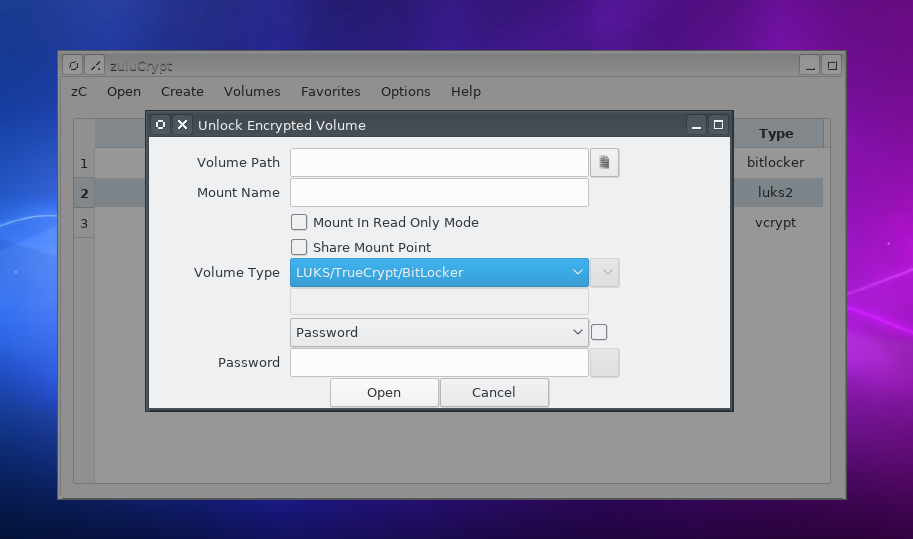 zuluCrypt
zC Open Create Volumes Favorites Options Help
Unlock Encrypted Volume
Type
Volume Path
1 bitlocker
Mount Name
2 luks2
Mount In Read Only Mode
3 vcrypt
Share Mount Point
Volume Type LUKS/TrueCrypt/BitLocker
Password
Password
Open Cancel